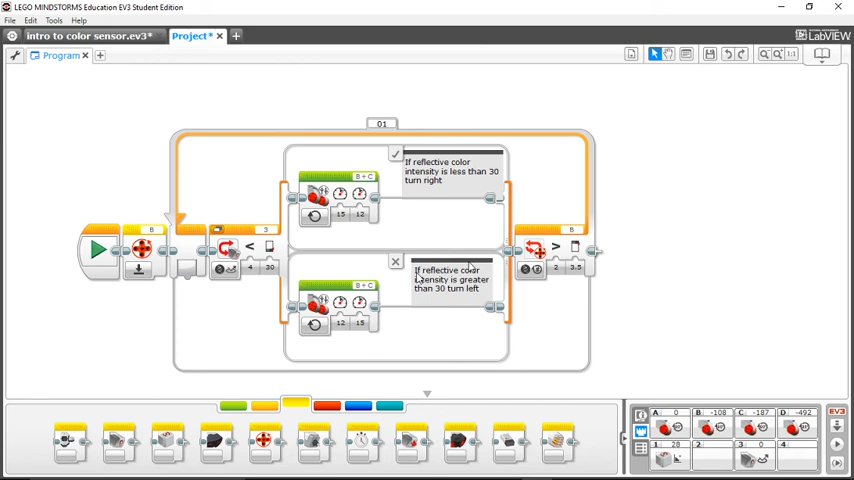 LEGO MINDSTORMS Education EV3 Student Edition
File Edit Tools Help
intro to color sensor.ev3*
Project*
LabVIEW
Program
1:1
01
B + C
If reflective color
intensity is less than 30
turn right
15 12
B
3
B
<
>
4 30
2 3.5
If reflective color
intensity is greater
than 30 turn left
B + C
12 15
A 0 B -108 C -187 D -492
EV3
1 28 2 3 0 4